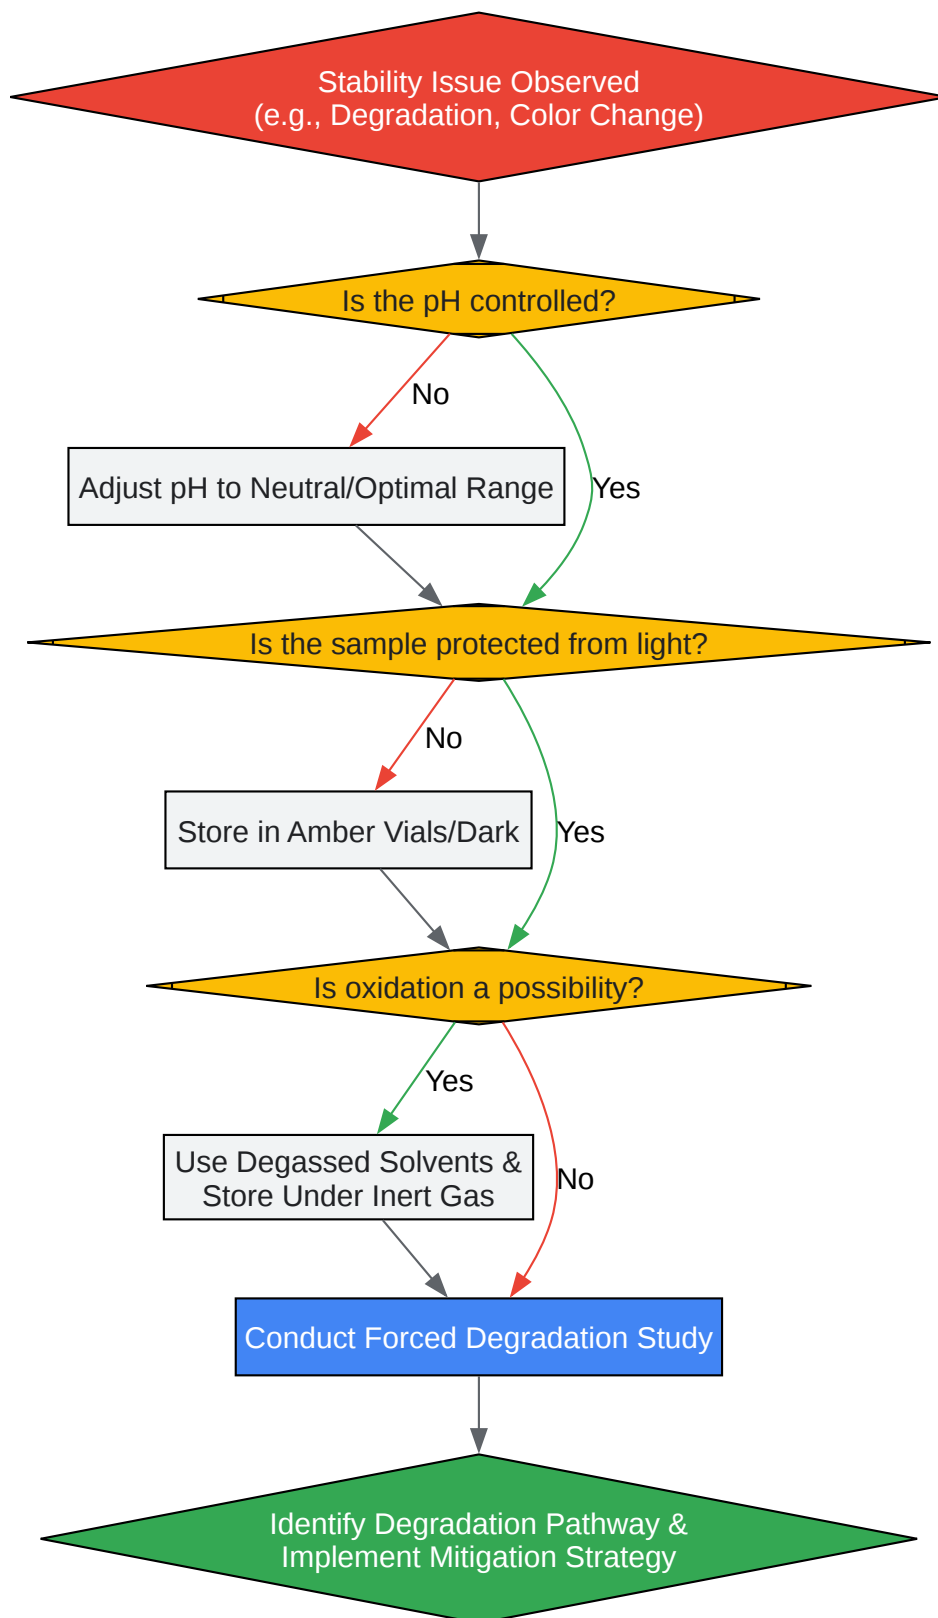 Stability Issue Observed
(e.g., Degradation, Color Change)
Is the pH controlled?
No
Adjust pH to Neutral/Optimal Range
Yes
Is the sample protected from light?
No
Store in Amber Vials/Dark
Yes
Is oxidation a possibility?
Yes
Use Degassed Solvents &
Store Under Inert Gas
No
Conduct Forced Degradation Study
Identify Degradation Pathway &
Implement Mitigation Strategy